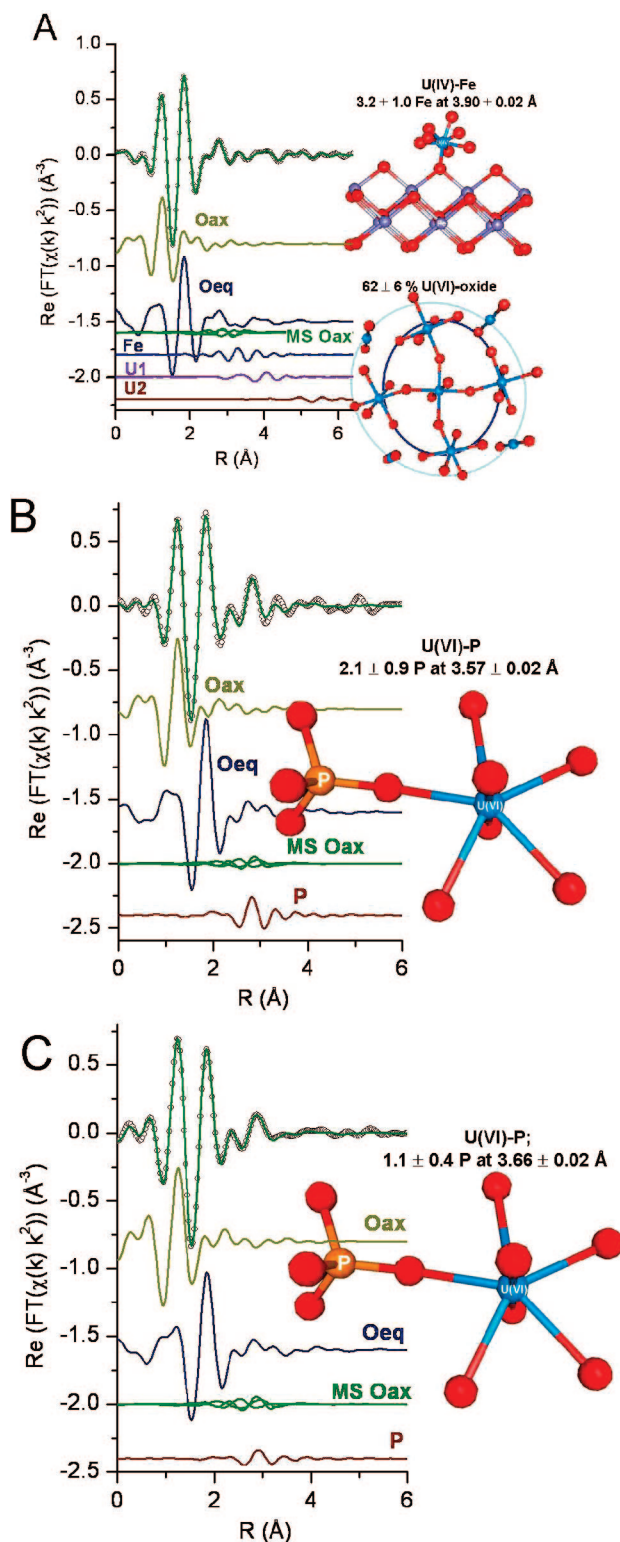 A
Re (FT(χ(k) k²)) (Å⁻³)
1.0
0.5
0.0
-0.5
-1.0
-1.5
-2.0
Oax
Oeq
MS Oax
Fe
U1
U2
0 2 4 6
R (Å)
U(IV)-Fe
3.2 + 1.0 Fe at 3.90 + 0.02 Å
62 ± 6 % U(VI)-oxide
B
Re (FT(χ(k) k²)) (Å⁻³)
0.5
0.0
-0.5
-1.0
-1.5
-2.0
-2.5
Oax
Oeq
MS Oax
P
0 2 4 6
R (Å)
U(VI)-P
2.1 ± 0.9 P at 3.57 ± 0.02 Å
P
U(VI)
C
Re (FT(χ(k) k²)) (Å⁻³)
0.5
0.0
-0.5
-1.0
-1.5
-2.0
-2.5
Oax
Oeq
MS Oax
P
0 2 4 6
R (Å)
U(VI)-P;
1.1 ± 0.4 P at 3.66 ± 0.02 Å
P
U(VI)